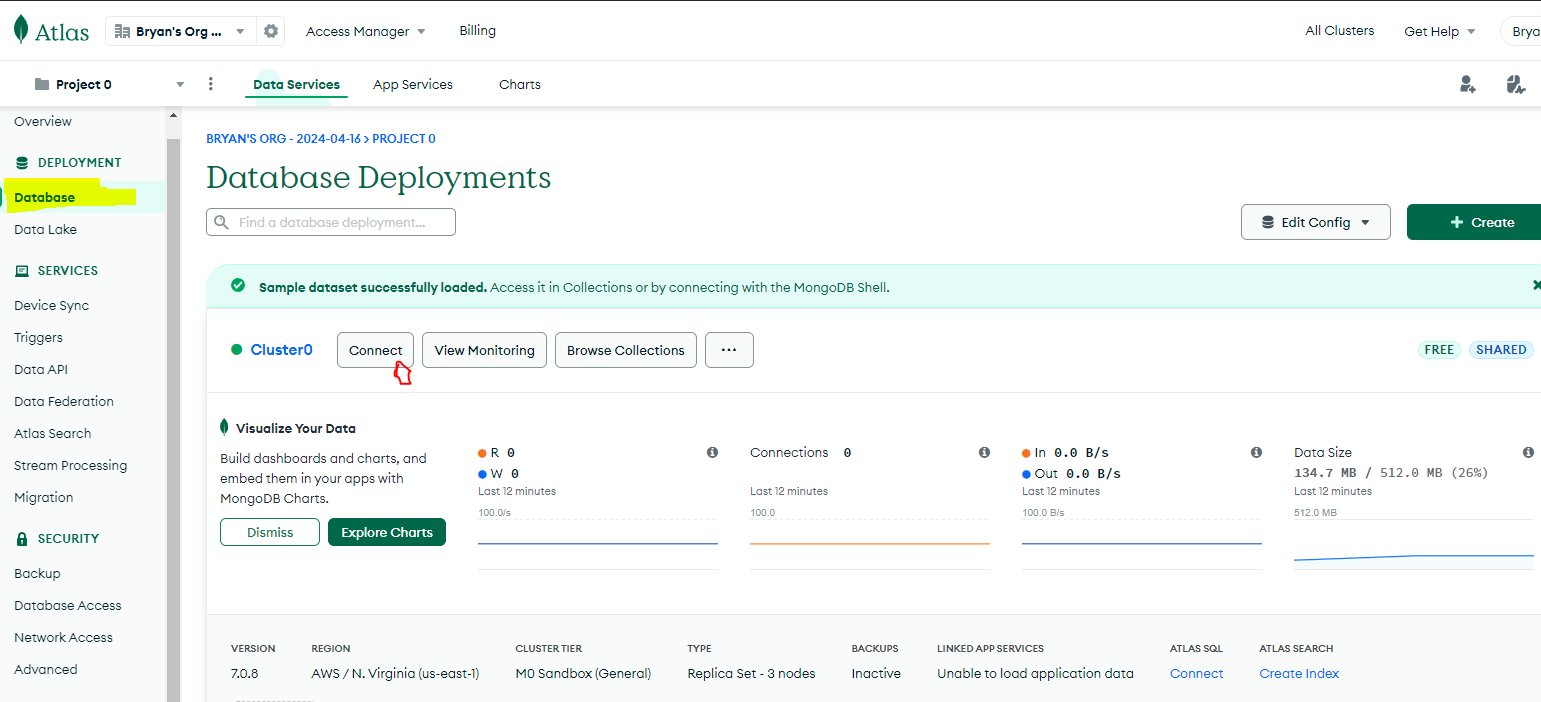 Atlas
Bryan's Org ...
Access Manager
Billing
All Clusters
Get Help
Brya
Project 0
Data Services
App Services
Charts
Overview
DEPLOYMENT
Database
Data Lake
SERVICES
Device Sync
Triggers
Data API
Data Federation
Atlas Search
Stream Processing
Migration
SECURITY
Backup
Database Access
Network Access
Advanced
BRYAN'S ORG - 2024-04-16 > PROJECT 0
Database Deployments
Find a database deployment...
Edit Config
+ Create
Sample dataset successfully loaded. Access it in Collections or by connecting with the MongoDB Shell.
Cluster0
Connect
View Monitoring
Browse Collections
...
FREE
SHARED
Visualize Your Data
Build dashboards and charts, and
embed them in your apps with
MongoDB Charts.
Dismiss
Explore Charts
R 0
W 0
Last 12 minutes
100.0/s
Connections 0
Last 12 minutes
100.0
In 0.0 B/s
Out 0.0 B/s
Last 12 minutes
100.0 B/s
Data Size
134.7 MB / 512.0 MB (26%)
Last 12 minutes
512.0 MB
VERSION
7.0.8
REGION
AWS / N. Virginia (us-east-1)
CLUSTER TIER
M0 Sandbox (General)
TYPE
Replica Set - 3 nodes
BACKUPS
Inactive
LINKED APP SERVICES
Unable to load application data
ATLAS SQL
Connect
ATLAS SEARCH
Create Index